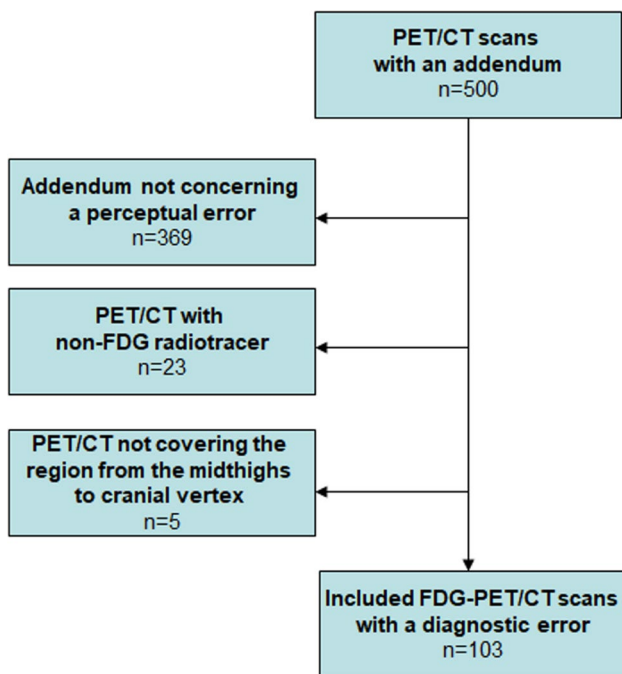 PET/CT scans
with an addendum
n=500
Addendum not concerning
a perceptual error
n=369
PET/CT with
non-FDG radiotracer
n=23
PET/CT not covering the
region from the midthighs
to cranial vertex
n=5
Included FDG-PET/CT scans
with a diagnostic error
n=103